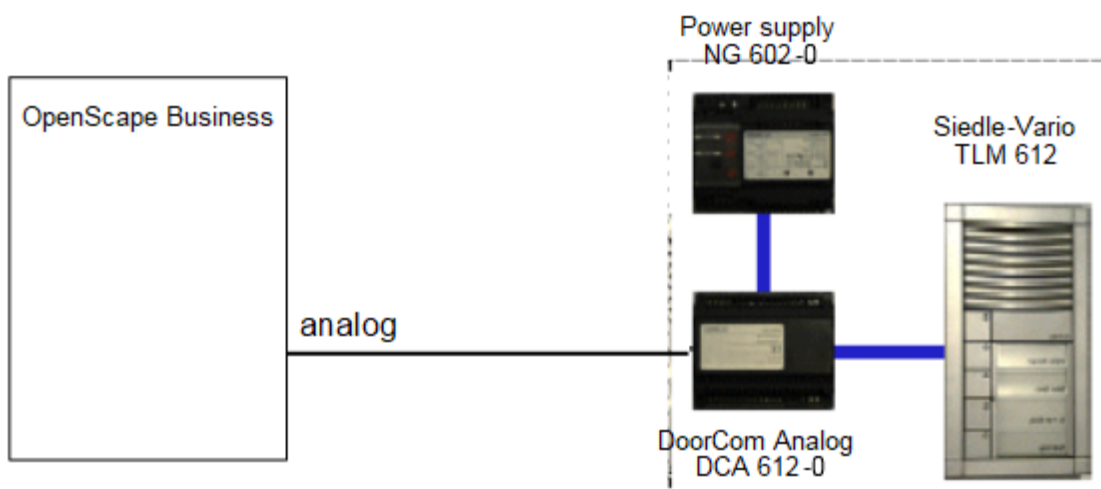 Power supply
NG 602-0
OpenScape Business
Siedle-Vario
TLM 612
analog
DoorCom Analog
DCA 612-0